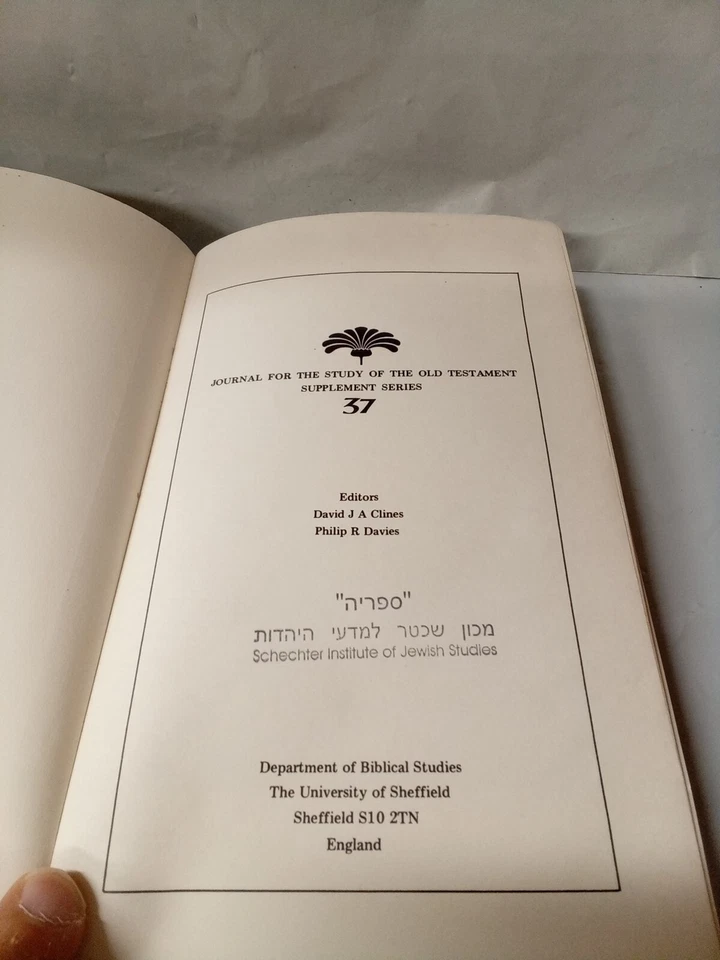 JOURNAL FOR THE STUDY OF THE OLD TESTAMENT
SUPPLEMENT SERIES
37
Editors
David J A Clines
Philip R Davies
"ספריה"
מכון שכטר למדעי היהדות
Schechter Institute of Jewish Studies
Department of Biblical Studies
The University of Sheffield
Sheffield S10 2TN
England